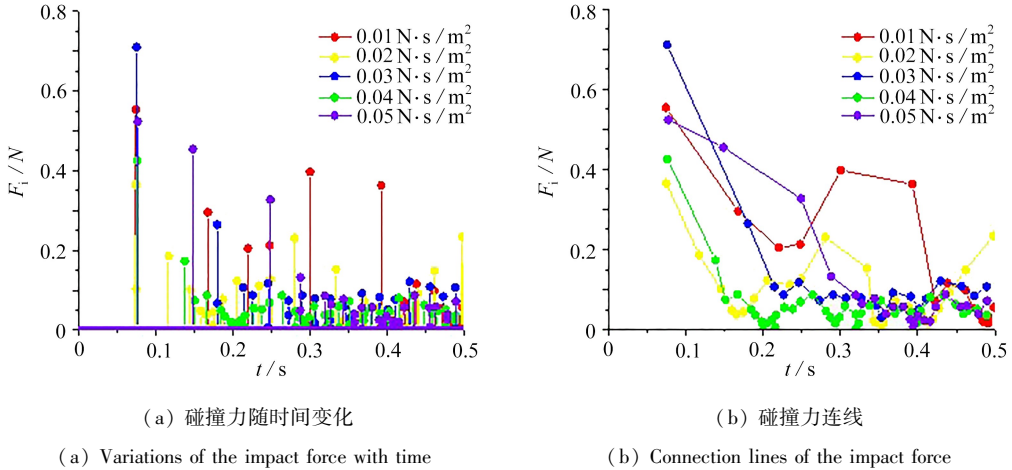 0.8
0.6
0.4
0.2
0
F_i / N
0 0.1 0.2 0.3 0.4 0.5
t / s
0.01 N·s/m²
0.02 N·s/m²
0.03 N·s/m²
0.04 N·s/m²
0.05 N·s/m²
(a) 碰撞力随时间变化
(a) Variations of the impact force with time
0.8
0.6
0.4
0.2
0
F_i / N
0 0.1 0.2 0.3 0.4 0.5
t / s
0.01 N·s/m²
0.02 N·s/m²
0.03 N·s/m²
0.04 N·s/m²
0.05 N·s/m²
(b) 碰撞力连线
(b) Connection lines of the impact force